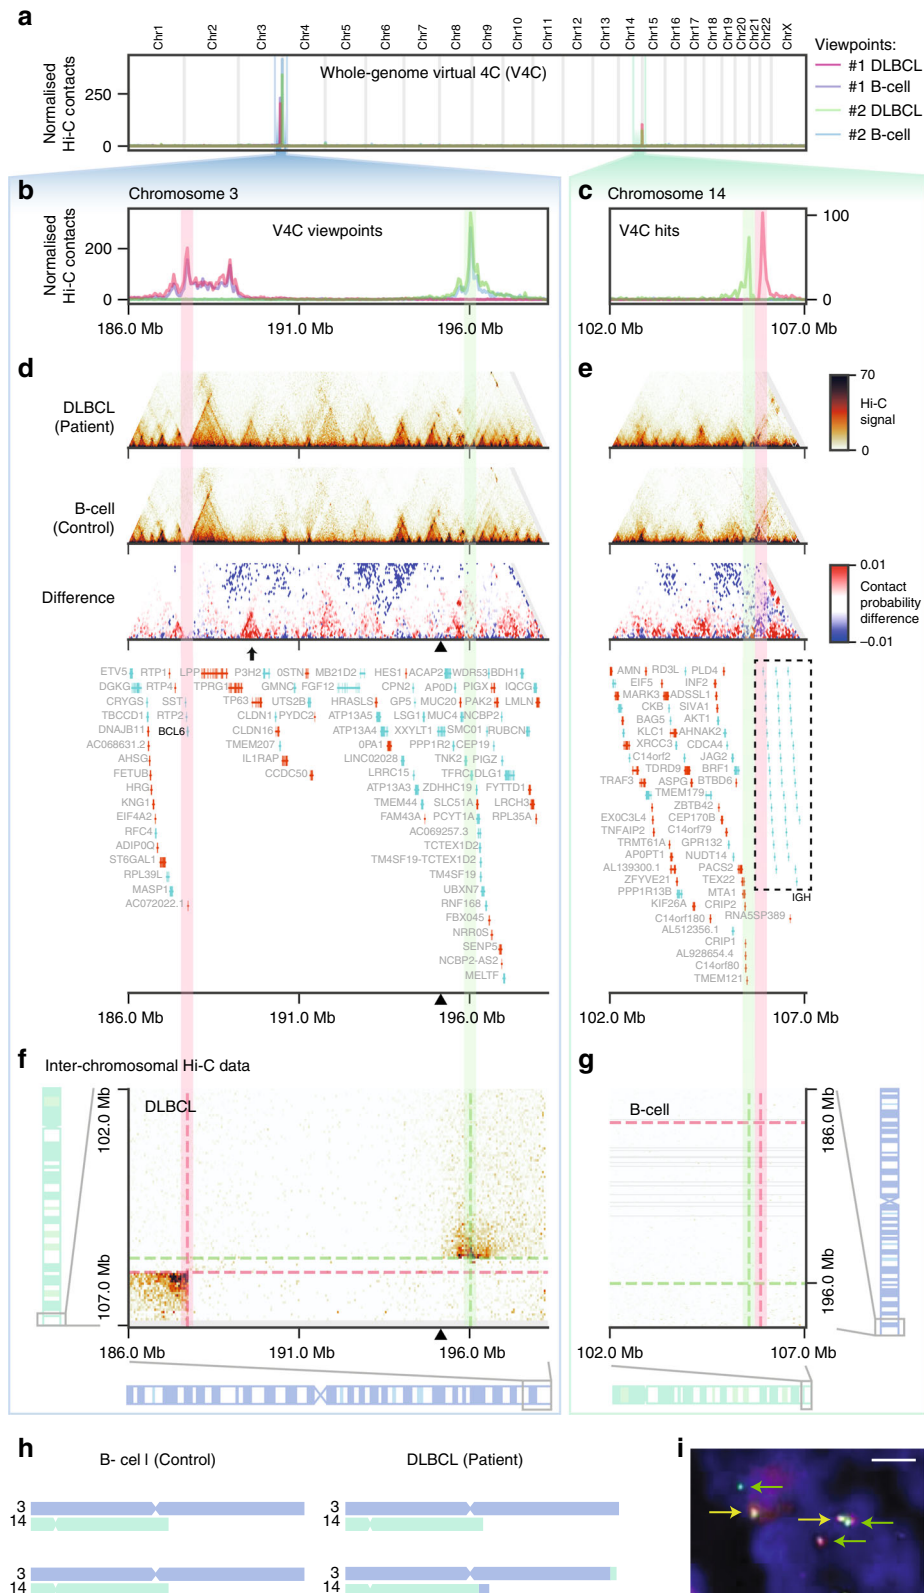 a
Chr1 Chr2 Chr3 Chr4 Chr5 Chr6 Chr7 Chr8 Chr9 Chr10 Chr11 Chr12 Chr13 Chr14 Chr15 Chr16 Chr17 Chr18 Chr19 Chr20 Chr21 Chr22 ChrX
Whole-genome virtual 4C (V4C)
Normalised
Hi-C contacts
250
0
Viewpoints:
#1 DLBCL
#1 B-cell
#2 DLBCL
#2 B-cell
b
Chromosome 3
V4C viewpoints
Normalised
Hi-C contacts
200
0
186.0 Mb 191.0 Mb 196.0 Mb
c
Chromosome 14
V4C hits
100
0
102.0 Mb 107.0 Mb
d
DLBCL
(Patient)
B-cell
(Control)
Difference
ETV5 RTP1 LPP P3H2 0STN MB21D2 HES1 ACAP2 WDR53 BDH1
DGKG RTP4 TPRG1 GMNC FGF12 CPN2 AP0D PIGX IQCG
CRYGS SST TP63 UTS2B HRASLS GP5 MUC20 PAK2 LMLN
TBCCD1 RTP2 CLDN1 PYDC2 ATP13A5 LSG1 MUC4 NCBP2
DNAJB11 BCL6 CLDN16 ATP13A4 XXYLT1 SMC01 RUBCN
AC068631.2 TMEM207 0PA1 PPP1R2 CEP19
AHSG IL1RAP LINC02028 TNK2 PIGZ
FETUB CCDC50 LRRC15 TFRC DLG1
HRG ATP13A3 ZDHHC19 FYTTD1
KNG1 TMEM44 SLC51A LRCH3
EIF4A2 FAM43A PCYT1A RPL35A
RFC4 AC069257.3
ADIP0Q TCTEX1D2
ST6GAL1 TM4SF19-TCTEX1D2
RPL39L TM4SF19
MASP1 UBXN7
AC072022.1 RNF168
FBX045
NRR0S
SENP5
NCBP2-AS2
MELTF
186.0 Mb 191.0 Mb 196.0 Mb
e
70
Hi-C
signal
0
0.01
Contact
probability
difference
−0.01
AMN RD3L PLD4
EIF5 INF2
MARK3 ADSSL1
CKB SIVA1
BAG5 AKT1
KLC1 AHNAK2
XRCC3 CDCA4
C14orf2 JAG2
TDRD9 BRF1
TRAF3 ASPG BTBD6
TMEM179
ZBTB42
EX0C3L4 CEP170B
TNFAIP2 C14orf79
TRMT61A GPR132
AP0PT1 NUDT14
AL139300.1 PACS2
ZFYVE21 TEX22
PPP1R13B MTA1
IGH
KIF26A CRIP2
C14orf180 RNA5SP389
AL512356.1
CRIP1
AL928654.4
C14orf80
TMEM121
102.0 Mb 107.0 Mb
f
Inter-chromosomal Hi-C data
DLBCL
102.0 Mb
107.0 Mb
186.0 Mb 191.0 Mb 196.0 Mb
g
B-cell
186.0 Mb
196.0 Mb
102.0 Mb 107.0 Mb
h
B- cel l (Control)
3
14
3
14
DLBCL (Patient)
3
14
3
14
i